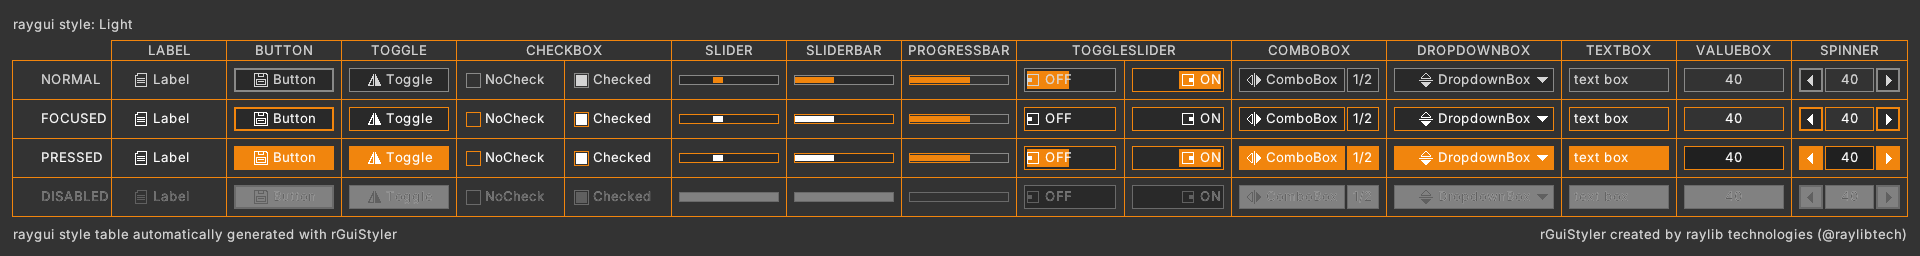 raygui style: Light
LABEL BUTTON TOGGLE CHECKBOX SLIDER SLIDERBAR PROGRESSBAR TOGGLESLIDER COMBOBOX DROPDOWNBOX TEXTBOX VALUEBOX SPINNER
NORMAL Label Button Toggle NoCheck Checked OFF ON ComboBox 1/2 DropdownBox text box 40 40
FOCUSED Label Button Toggle NoCheck Checked OFF ON ComboBox 1/2 DropdownBox text box 40 40
PRESSED Label Button Toggle NoCheck Checked OFF ON ComboBox 1/2 DropdownBox text box 40 40
DISABLED Label Button Toggle NoCheck Checked OFF ON ComboBox 1/2 DropdownBox text box 40 40
raygui style table automatically generated with rGuiStyler
rGuiStyler created by raylib technologies (@raylibtech)